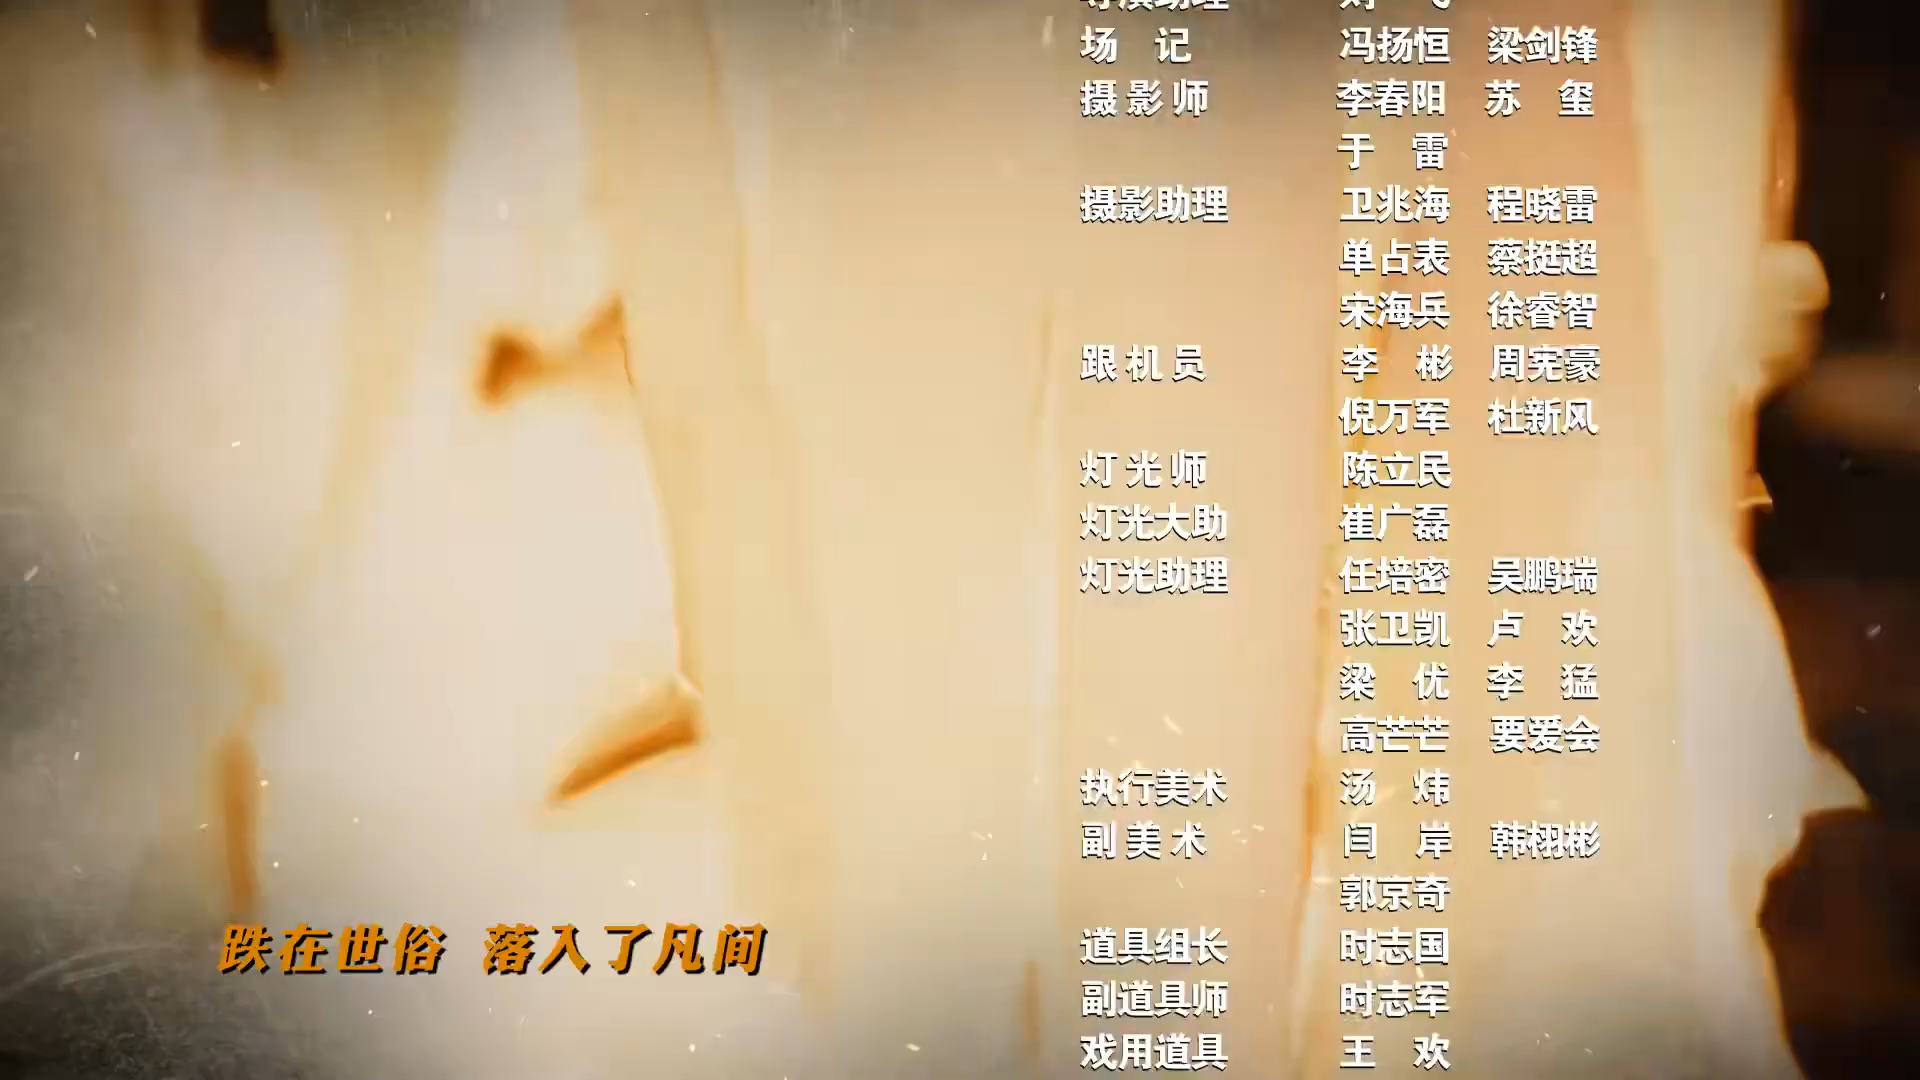 导演助理 刘 飞
场 记 冯扬恒 梁剑锋
摄影师 李春阳 苏 玺
于 雷
摄影助理 卫兆海 程晓雷
单占表 蔡挺超
宋海兵 徐睿智
跟机员 李 彬 周宪豪
倪万军 杜新风
灯光师 陈立民
灯光大助 崔广磊
灯光助理 任培密 吴鹏瑞
张卫凯 卢 欢
梁 优 李 猛
高芒芒 要爱会
执行美术 汤 炜
副美术 闫 岸 韩栩彬
郭京奇
道具组长 时志国
副道具师 时志军
戏用道具 王 欢
跌在世俗 落入了凡间